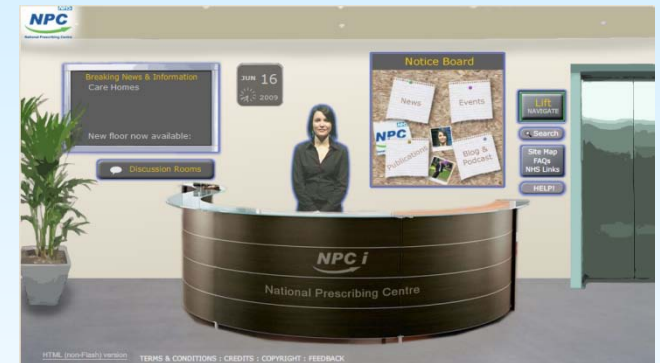 NHS
NPC
National Prescribing Centre
Breaking News & Information
Care Homes
New floor now available:
Discussion Rooms
JUN 16
2009
Notice Board
News
Events
NPC
Publications
Blog &
Podcast
Lift
NAVIGATE
Search
Site Map
FAQs
NHS Links
HELP!
NPC i
National Prescribing Centre
HTML (non-Flash) version
TERMS & CONDITIONS : CREDITS : COPYRIGHT : FEEDBACK